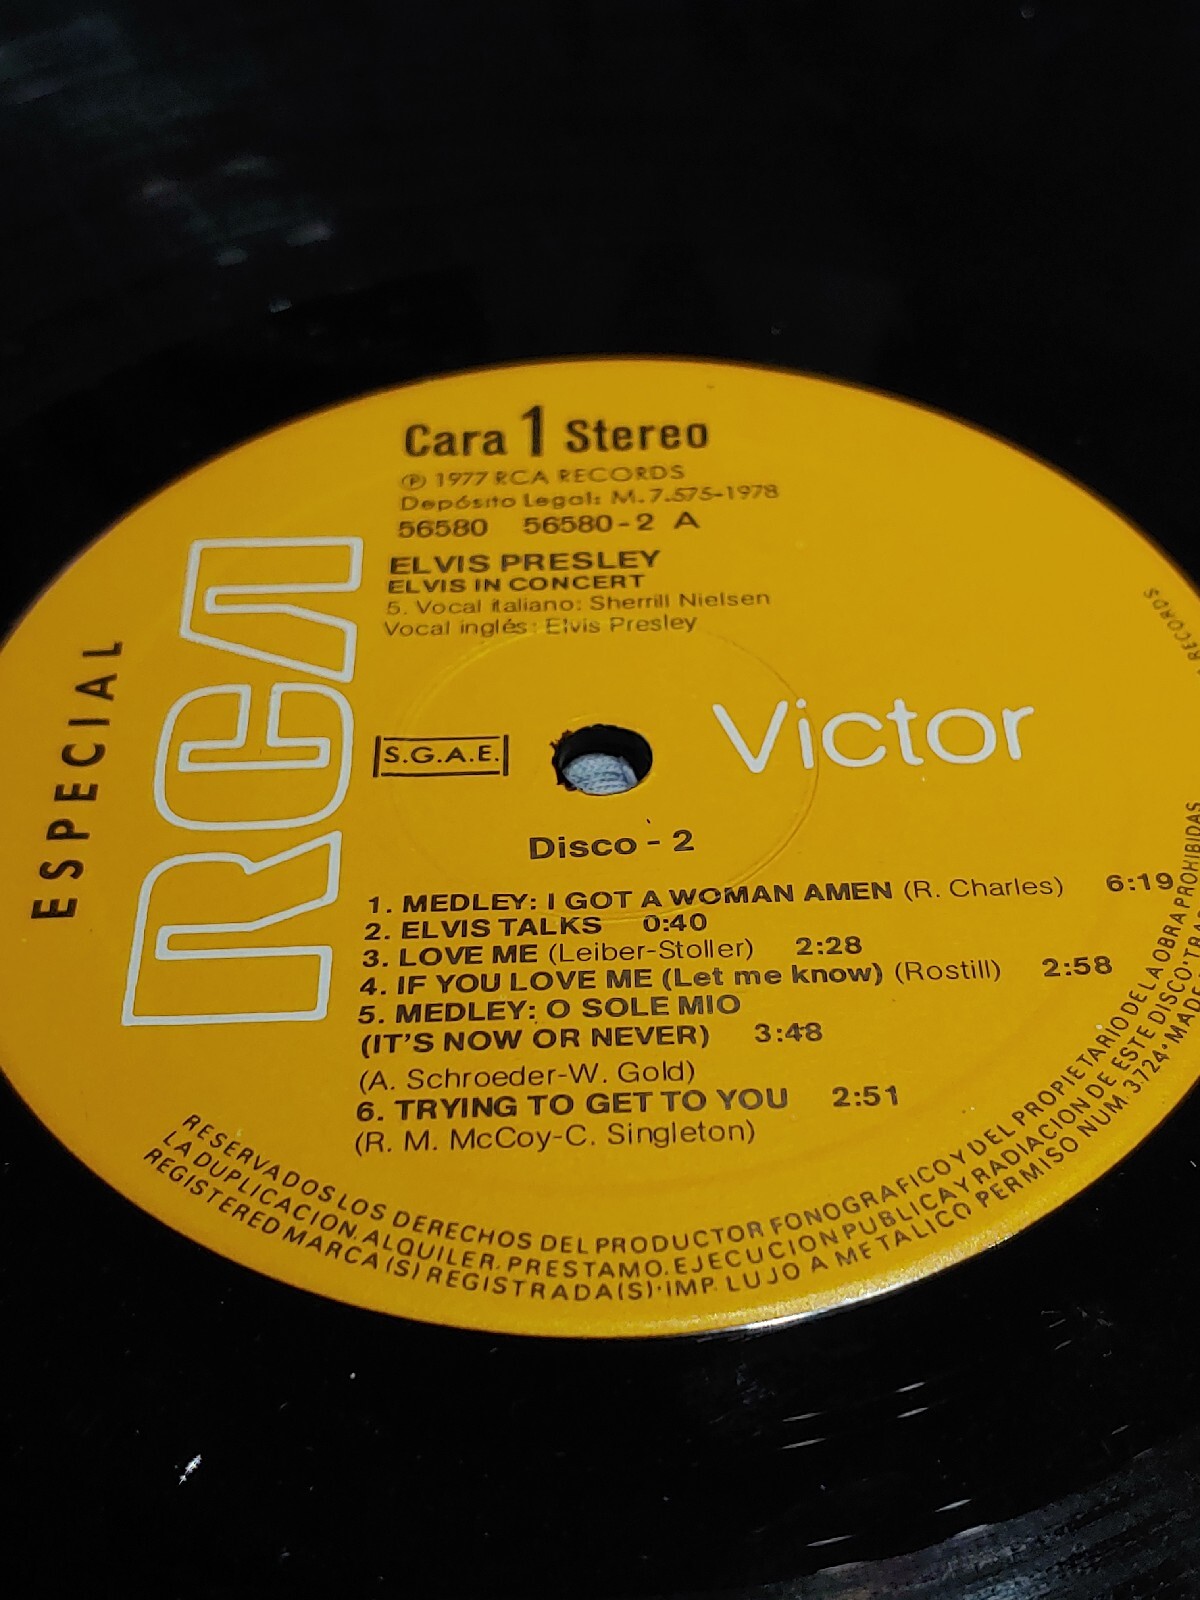 Cara 1 Stereo
℗ 1977 RCA RECORDS
Depósito Legal: M. 7.575-1978
56580 56580-2 A
ELVIS PRESLEY
ELVIS IN CONCERT
5. Vocal italiano: Sherrill Nielsen
Vocal inglés: Elvis Presley
ESPECIAL
RCA
S.G.A.E.
Victor
Disco - 2
1. MEDLEY: I GOT A WOMAN AMEN (R. Charles) 6:19
2. ELVIS TALKS 0:40
3. LOVE ME (Leiber-Stoller) 2:28
4. IF YOU LOVE ME (Let me know) (Rostill) 2:58
5. MEDLEY: O SOLE MIO
(IT'S NOW OR NEVER) 3:48
(A. Schroeder-W. Gold)
6. TRYING TO GET TO YOU 2:51
(R. M. McCoy-C. Singleton)
RESERVADOS LOS DERECHOS DEL PRODUCTOR FONOGRAFICO Y DEL PROPIETARIO DE LA OBRA PROHIBIDAS
LA DUPLICACION, ALQUILER, PRESTAMO, EJECUCION PUBLICA Y RADIACION DE ESTE DISCO·
REGISTERED MARCA(S) REGISTRADA(S)·IMP. LUJO A METALICO PERMISO NUM 3.724·MADE
RECORDS